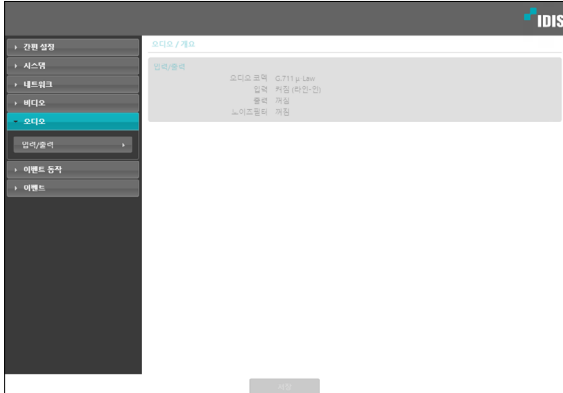 IDIS
간편 설정
시스템
네트워크
비디오
오디오
입력/출력
이벤트 동작
이벤트
오디오 / 개요
입력/출력
오디오 코덱 G.711 μ-Law
입력 켜짐 (라인-인)
출력 꺼짐
노이즈필터 꺼짐
저장